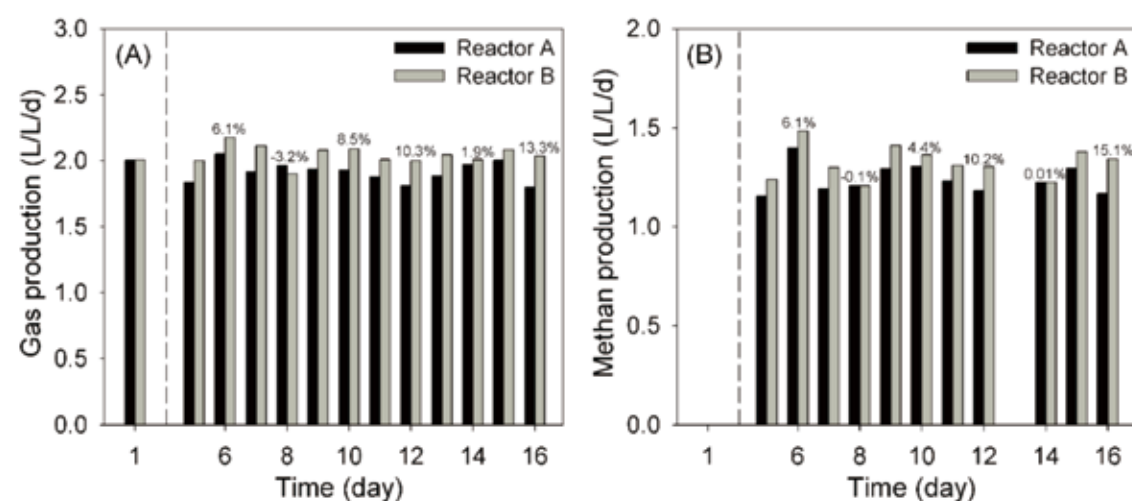 (A)
Reactor A
Reactor B
Gas production (L/L/d)
3.0
2.5
2.0
1.5
1.0
0.5
0.0
6.1%
-3.2%
8.5%
10.3%
1.9%
13.3%
1 6 8 10 12 14 16
Time (day)
(B)
Reactor A
Reactor B
Methan production (L/L/d)
2.0
1.5
1.0
0.5
0.0
6.1%
-0.1%
4.4%
10.2%
0.01%
15.1%
1 6 8 10 12 14 16
Time (day)